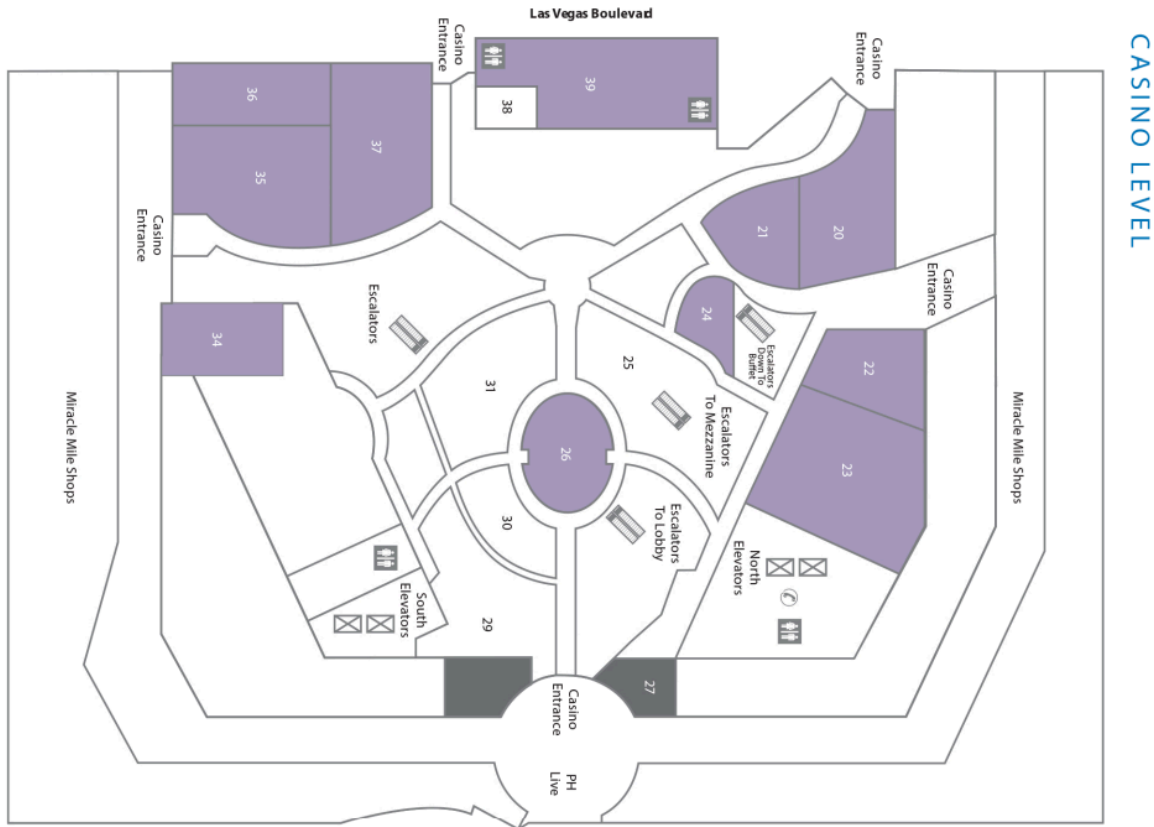 Las Vegas Boulevard
CASINO LEVEL
Casino
Entrance
Casino
Entrance
36
39
38
37
35
20
21
Casino
Entrance
Casino
Entrance
34
Escalators
24
Escalators
Down To
Buffet
22
25
31
Escalators
To Mezzanine
23
26
Miracle Mile Shops
Miracle Mile Shops
30
Escalators
To Lobby
North
Elevators
South
Elevators
29
27
Casino
Entrance
PH
Live